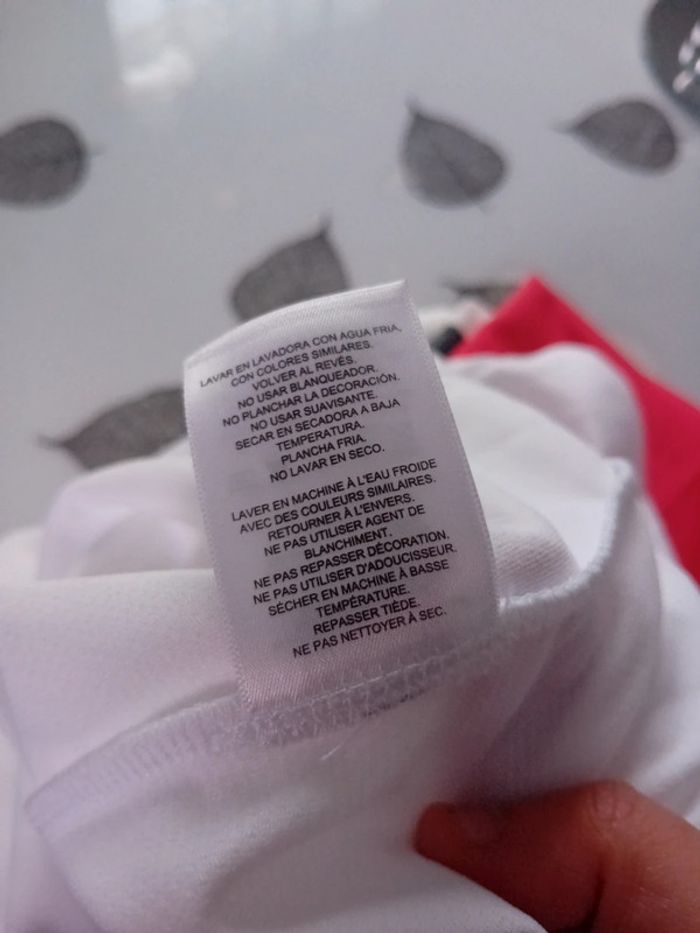 LAVAR EN LAVADORA CON AGUA FRIA,
CON COLORES SIMILARES.
VOLVER AL REVÉS.
NO USAR BLANQUEADOR.
NO PLANCHAR LA DECORACIÓN.
NO USAR SUAVISANTE.
SECAR EN SECADORA A BAJA
TEMPERATURA.
PLANCHA FRIA.
NO LAVAR EN SECO.
LAVER EN MACHINE À L'EAU FROIDE
AVEC DES COULEURS SIMILAIRES.
RETOURNER À L'ENVERS.
NE PAS UTILISER AGENT DE
BLANCHIMENT.
NE PAS REPASSER DÉCORATION.
NE PAS UTILISER D'ADOUCISSEUR.
SÉCHER EN MACHINE À BASSE
TEMPÉRATURE.
REPASSER TIÈDE.
NE PAS NETTOYER À SEC.